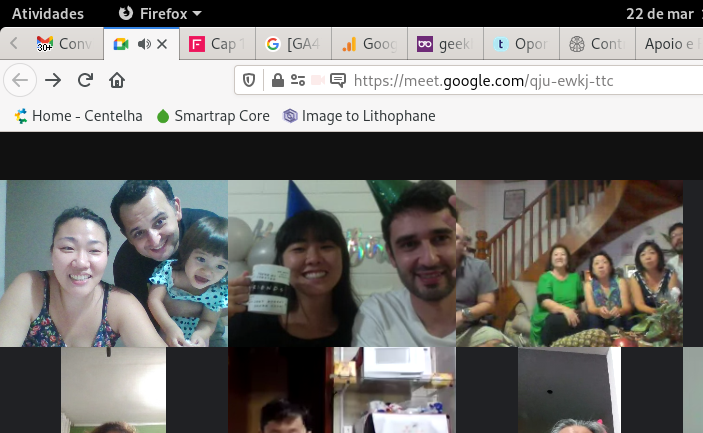 Atividades Firefox 22 de mar
30+ Conv Cap 1 [GA4 Goog geek Opor Cont Apoio e
https://meet.google.com/qju-ewkj-ttc
Home - Centelha Smartrap Core Image to Lithophane